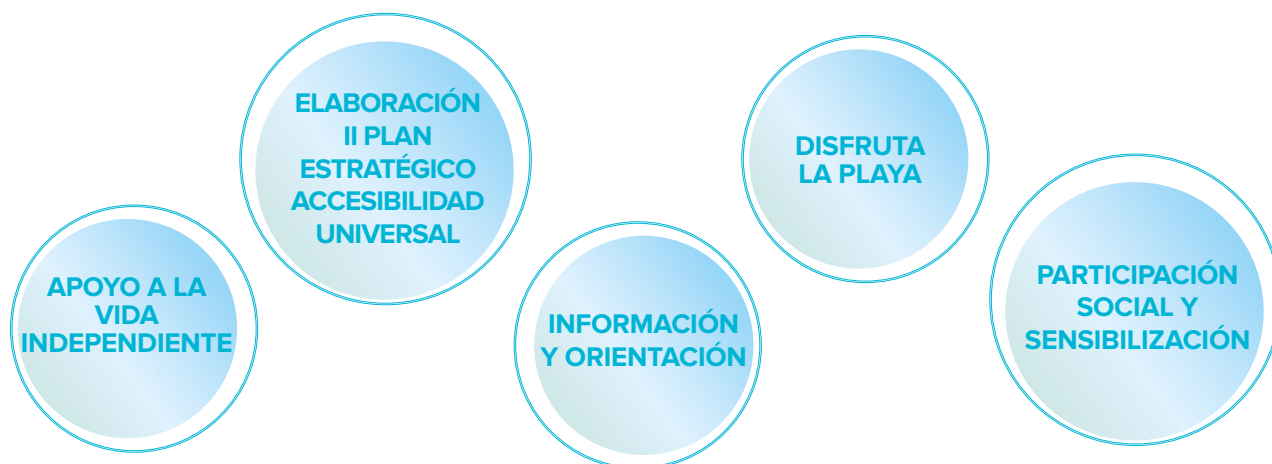 APOYO A LA
VIDA
INDEPENDIENTE
ELABORACIÓN
II PLAN
ESTRATÉGICO
ACCESIBILIDAD
UNIVERSAL
INFORMACIÓN
Y ORIENTACIÓN
DISFRUTA
LA PLAYA
PARTICIPACIÓN
SOCIAL Y
SENSIBILIZACIÓN